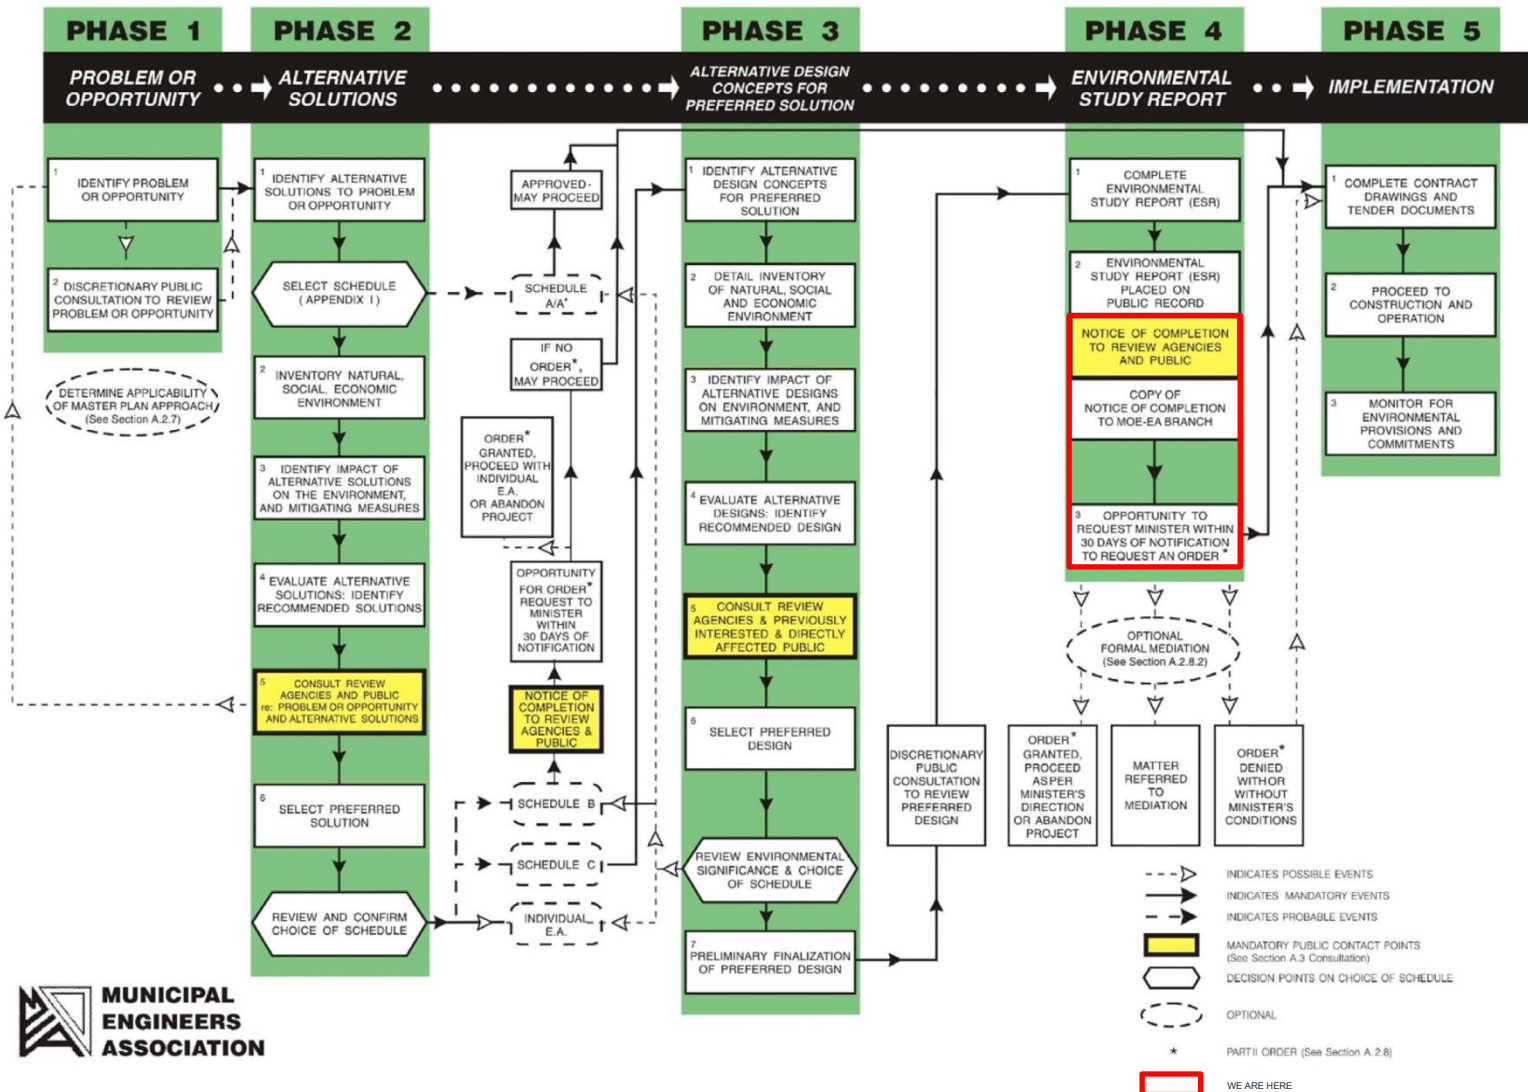 PHASE 1
PHASE 2
PHASE 3
PHASE 4
PHASE 5
PROBLEM OR
OPPORTUNITY
ALTERNATIVE
SOLUTIONS
ALTERNATIVE DESIGN
CONCEPTS FOR
PREFERRED SOLUTION
ENVIRONMENTAL
STUDY REPORT
IMPLEMENTATION
1
IDENTIFY PROBLEM
OR OPPORTUNITY
2 DISCRETIONARY PUBLIC
CONSULTATION TO REVIEW
PROBLEM OR OPPORTUNITY
DETERMINE APPLICABILITY
OF MASTER PLAN APPROACH
(See Section A.2.7)
1
IDENTIFY ALTERNATIVE
SOLUTIONS TO PROBLEM
OR OPPORTUNITY
SELECT SCHEDULE
(APPENDIX I)
2
INVENTORY NATURAL,
SOCIAL, ECONOMIC
ENVIRONMENT
3
IDENTIFY IMPACT OF
ALTERNATIVE SOLUTIONS
ON THE ENVIRONMENT,
AND MITIGATING MEASURES
4 EVALUATE ALTERNATIVE
SOLUTIONS: IDENTIFY
RECOMMENDED SOLUTIONS
5
CONSULT REVIEW
AGENCIES AND PUBLIC
re: PROBLEM OR OPPORTUNITY
AND ALTERNATIVE SOLUTIONS
6
SELECT PREFERRED
SOLUTION
REVIEW AND CONFIRM
CHOICE OF SCHEDULE
APPROVED-
MAY PROCEED
SCHEDULE
A/A+
IF NO
ORDER*,
MAY PROCEED
ORDER*
GRANTED,
PROCEED WITH
INDIVIDUAL
E.A.
OR ABANDON
PROJECT
OPPORTUNITY
FOR ORDER*
REQUEST TO
MINISTER
WITHIN
30 DAYS OF
NOTIFICATION
NOTICE OF
COMPLETION
TO REVIEW
AGENCIES &
PUBLIC
SCHEDULE B
SCHEDULE C
INDIVIDUAL
E.A.
1 IDENTIFY ALTERNATIVE
DESIGN CONCEPTS
FOR PREFERRED
SOLUTION
2
DETAIL INVENTORY
OF NATURAL, SOCIAL
AND ECONOMIC
ENVIRONMENT
3
IDENTIFY IMPACT OF
ALTERNATIVE DESIGNS
ON ENVIRONMENT, AND
MITIGATING MEASURES
4
EVALUATE ALTERNATIVE
DESIGNS: IDENTIFY
RECOMMENDED DESIGN
5
CONSULT REVIEW
AGENCIES & PREVIOUSLY
INTERESTED & DIRECTLY
AFFECTED PUBLIC
6
SELECT PREFERRED
DESIGN
REVIEW ENVIRONMENTAL
SIGNIFICANCE & CHOICE
OF SCHEDULE
7
PRELIMINARY FINALIZATION
OF PREFERRED DESIGN
DISCRETIONARY
PUBLIC
CONSULTATION
TO REVIEW
PREFERRED
DESIGN
1
COMPLETE
ENVIRONMENTAL
STUDY REPORT (ESR)
2
ENVIRONMENTAL
STUDY REPORT (ESR)
PLACED ON
PUBLIC RECORD
NOTICE OF COMPLETION
TO REVIEW AGENCIES
AND PUBLIC
COPY OF
NOTICE OF COMPLETION
TO MOE-EA BRANCH
3
OPPORTUNITY TO
REQUEST MINISTER WITHIN
30 DAYS OF NOTIFICATION
TO REQUEST AN ORDER*
OPTIONAL
FORMAL MEDIATION
(See Section A.2.8.2)
ORDER*
GRANTED,
PROCEED
AS PER
MINISTER'S
DIRECTION
OR ABANDON
PROJECT
MATTER
REFERRED
TO
MEDIATION
ORDER*
DENIED
WITH OR
WITHOUT
MINISTER'S
CONDITIONS
1
COMPLETE CONTRACT
DRAWINGS AND
TENDER DOCUMENTS
2
PROCEED TO
CONSTRUCTION AND
OPERATION
3
MONITOR FOR
ENVIRONMENTAL
PROVISIONS AND
COMMITMENTS
INDICATES POSSIBLE EVENTS
INDICATES MANDATORY EVENTS
INDICATES PROBABLE EVENTS
MANDATORY PUBLIC CONTACT POINTS
(See Section A.3 Consultation)
DECISION POINTS ON CHOICE OF SCHEDULE
OPTIONAL
* PART II ORDER (See Section A.2.8)
WE ARE HERE
MUNICIPAL
ENGINEERS
ASSOCIATION